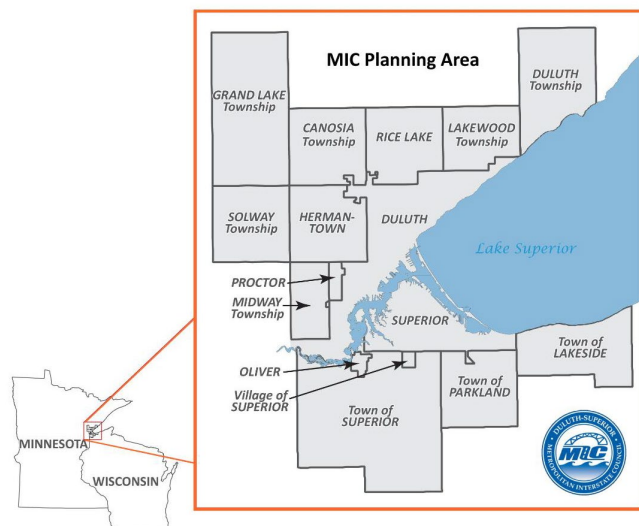 MIC Planning Area
DULUTH
Township
GRAND LAKE
Township
CANOSIA
Township
RICE LAKE
LAKEWOOD
Township
SOLWAY
Township
HERMAN-
TOWN
DULUTH
Lake Superior
PROCTOR
MIDWAY
Township
SUPERIOR
Town of
LAKESIDE
OLIVER
Village of
SUPERIOR
Town of
SUPERIOR
Town of
PARKLAND
MINNESOTA
WISCONSIN
DULUTH-SUPERIOR
MIC
METROPOLITAN INTERSTATE COUNCIL